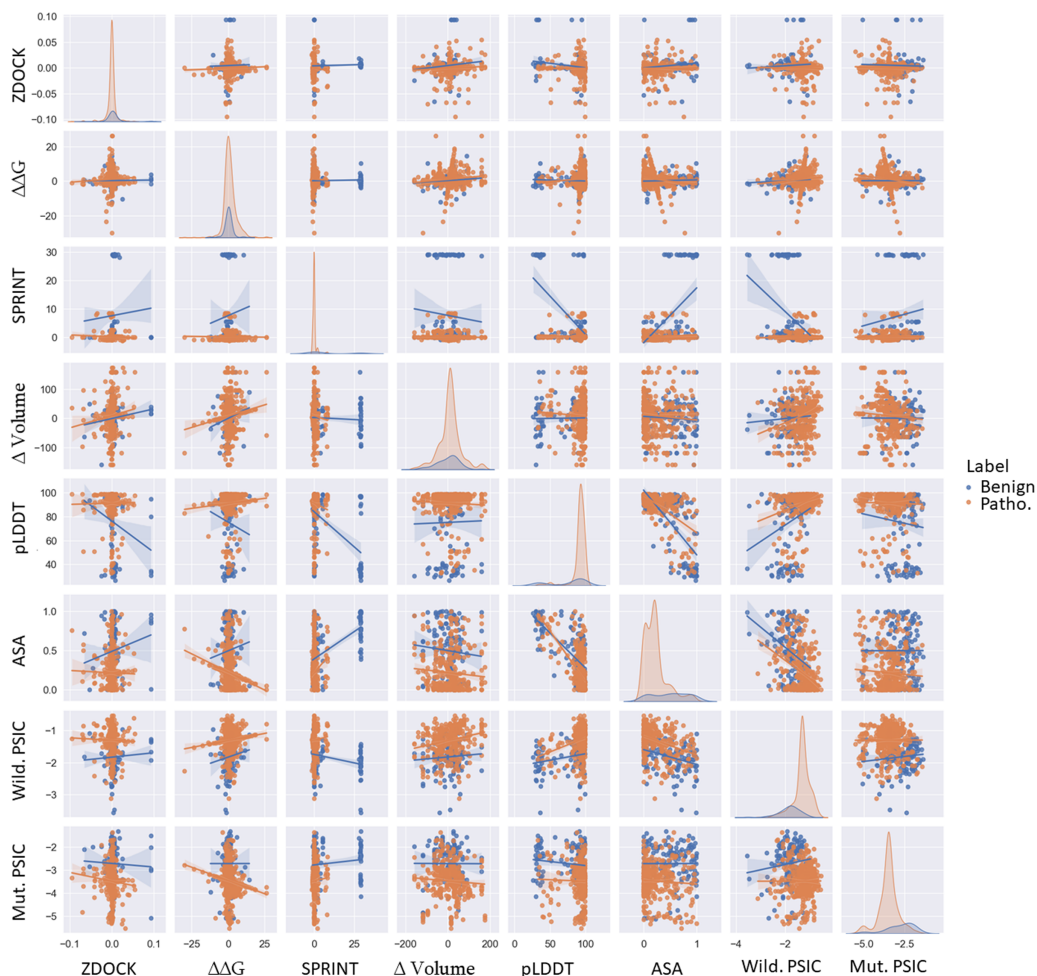 ZDOCK
0.10
0.05
0.00
−0.05
−0.10
ΔΔG
20
0
−20
SPRINT
30
20
10
0
Δ Volume
100
0
−100
pLDDT
100
80
60
40
ASA
1.0
0.5
0.0
Wild. PSIC
−1
−2
−3
Mut. PSIC
−2
−3
−4
−5
Label
Benign
Patho.
−0.1 0.0 0.1 −25 0 25 0 25 −200 0 200 0 50 100 0 1 −4 −2 −5.0 −2.5
ZDOCK ΔΔG SPRINT Δ Volume pLDDT ASA Wild. PSIC Mut. PSIC